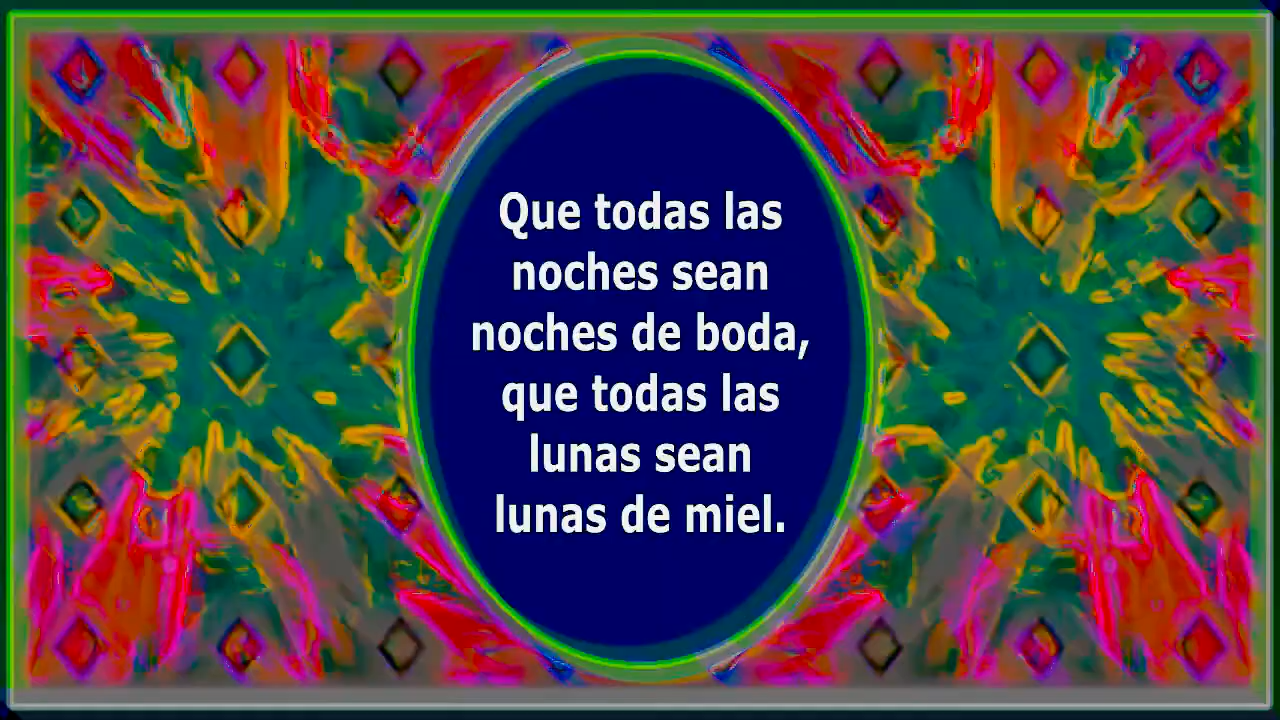 Que todas las
noches sean
noches de boda,
que todas las
lunas sean
lunas de miel.